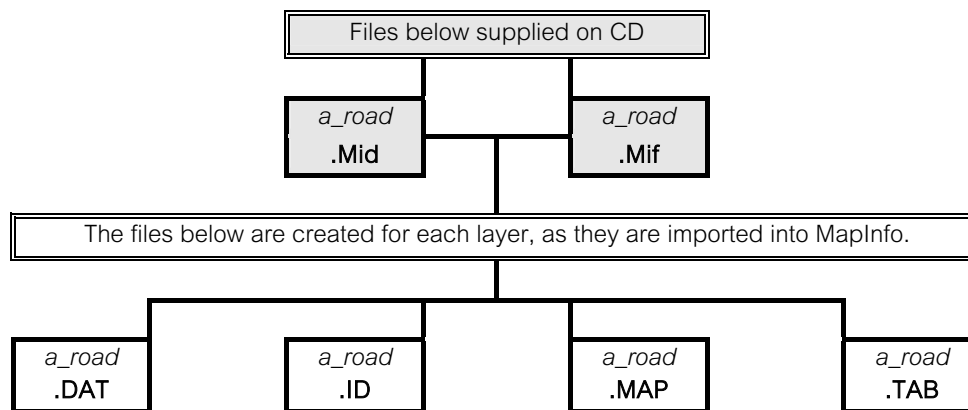 Files below supplied on CD
a_road
.Mid
a_road
.Mif
The files below are created for each layer, as they are imported into MapInfo.
a_road
.DAT
a_road
.ID
a_road
.MAP
a_road
.TAB